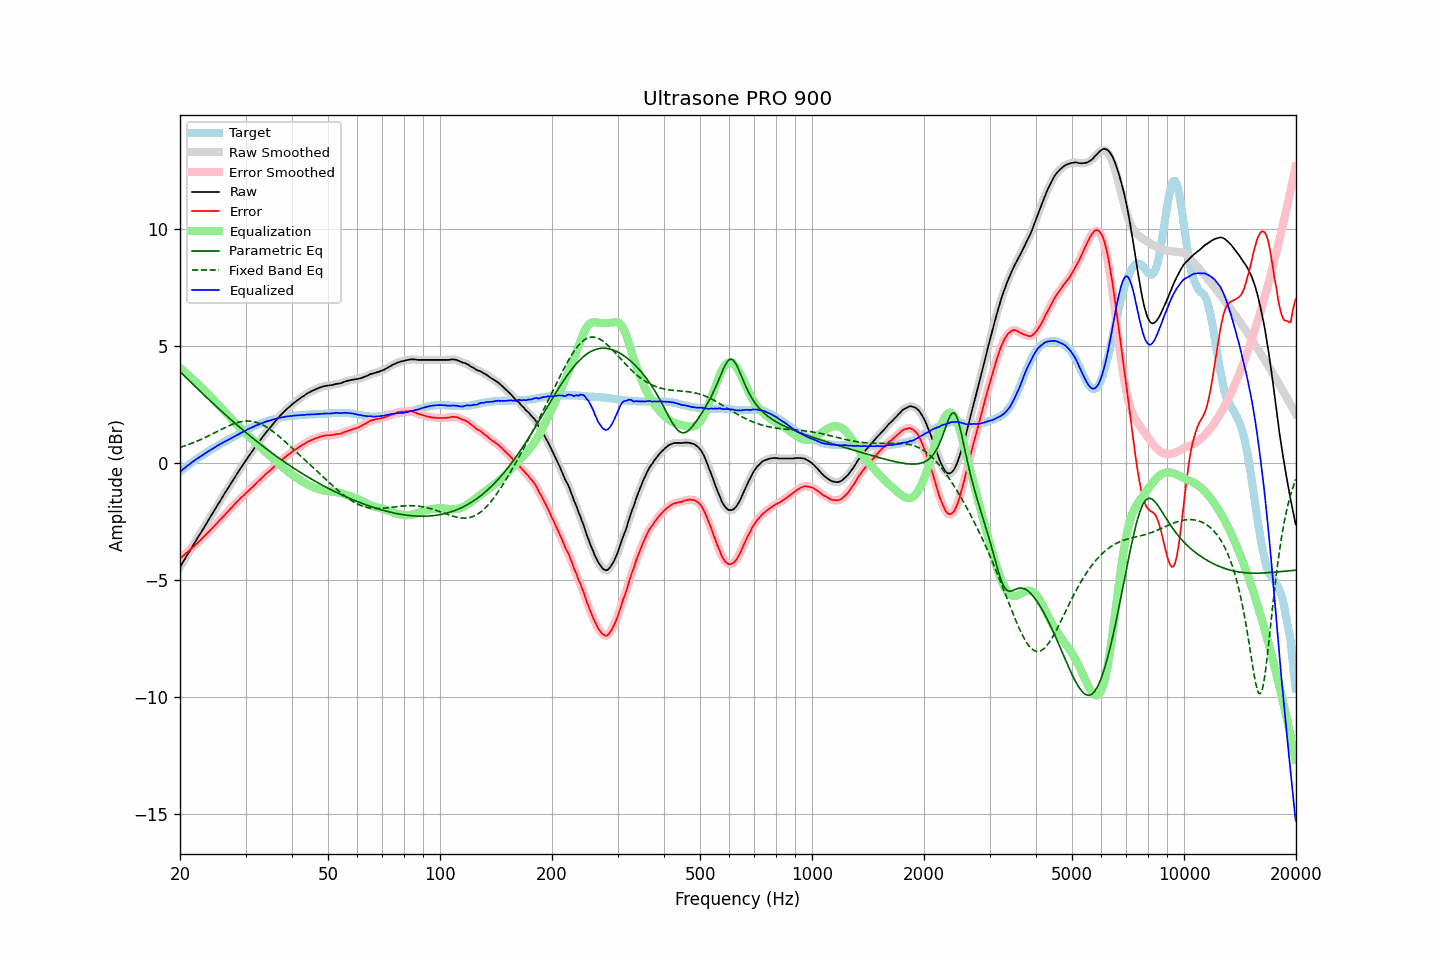 Ultrasone PRO 900
Target
Raw Smoothed
Error Smoothed
Raw
Error
Equalization
Parametric Eq
Fixed Band Eq
Equalized
Amplitude (dBr)
10
5
0
−5
−10
−15
20 50 100 200 500 1000 2000 5000 10000 20000
Frequency (Hz)